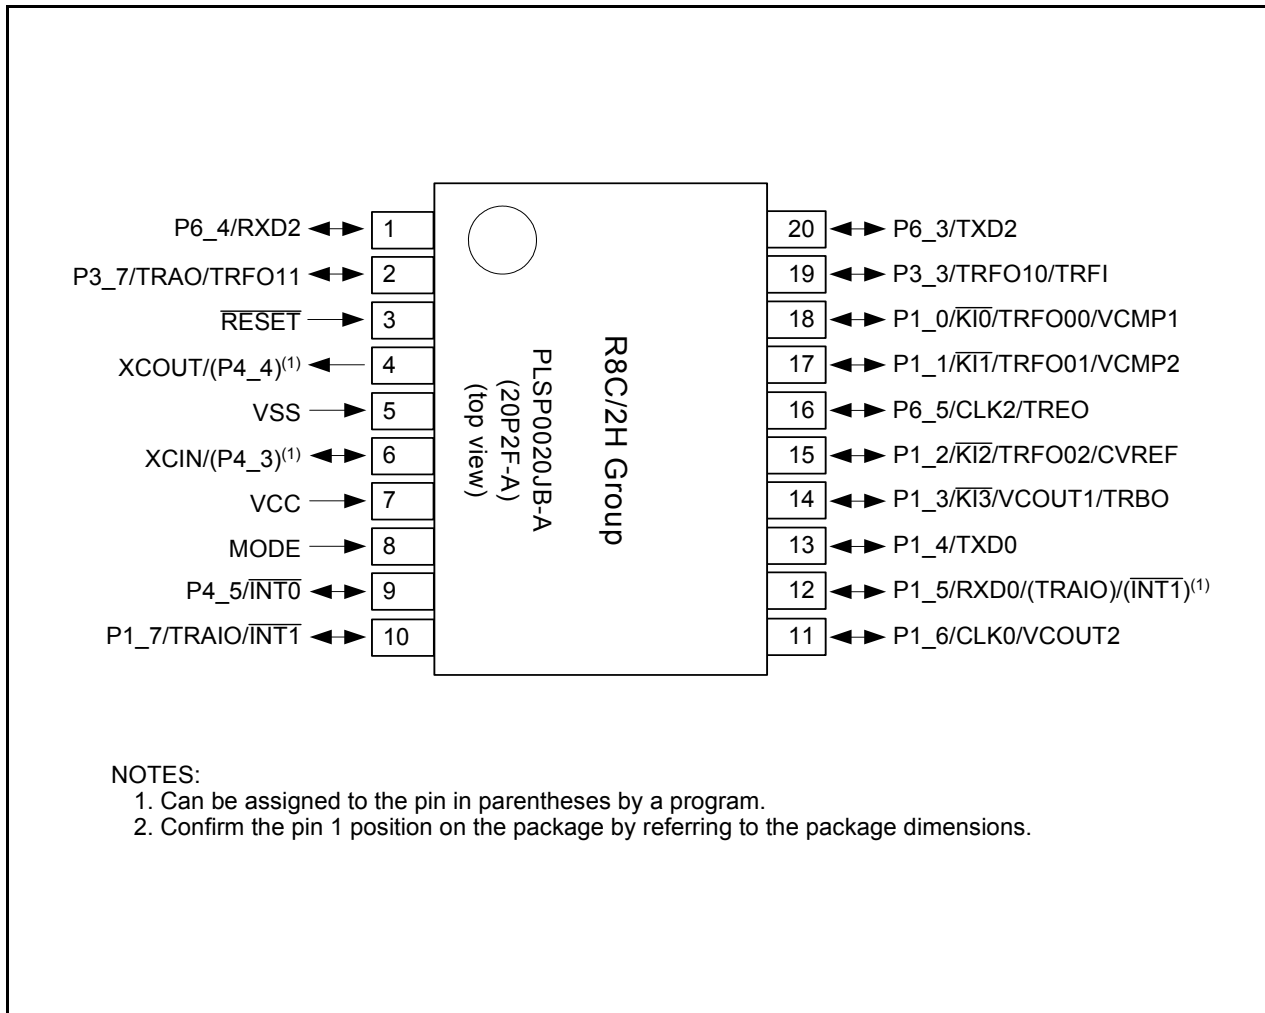 P6_4/RXD2
1
P3_7/TRAO/TRFO11
2
RESET
3
XCOUT/(P4_4)(1)
4
VSS
5
XCIN/(P4_3)(1)
6
VCC
7
MODE
8
P4_5/INT0
9
P1_7/TRAIO/INT1
10
R8C/2H Group
PLSP0020JB-A
(20P2F-A)
(top view)
20
P6_3/TXD2
19
P3_3/TRFO10/TRFI
18
P1_0/KI0/TRFO00/VCMP1
17
P1_1/KI1/TRFO01/VCMP2
16
P6_5/CLK2/TREO
15
P1_2/KI2/TRFO02/CVREF
14
P1_3/KI3/VCOUT1/TRBO
13
P1_4/TXD0
12
P1_5/RXD0/(TRAIO)/(INT1)(1)
11
P1_6/CLK0/VCOUT2
NOTES:
1. Can be assigned to the pin in parentheses by a program.
2. Confirm the pin 1 position on the package by referring to the package dimensions.